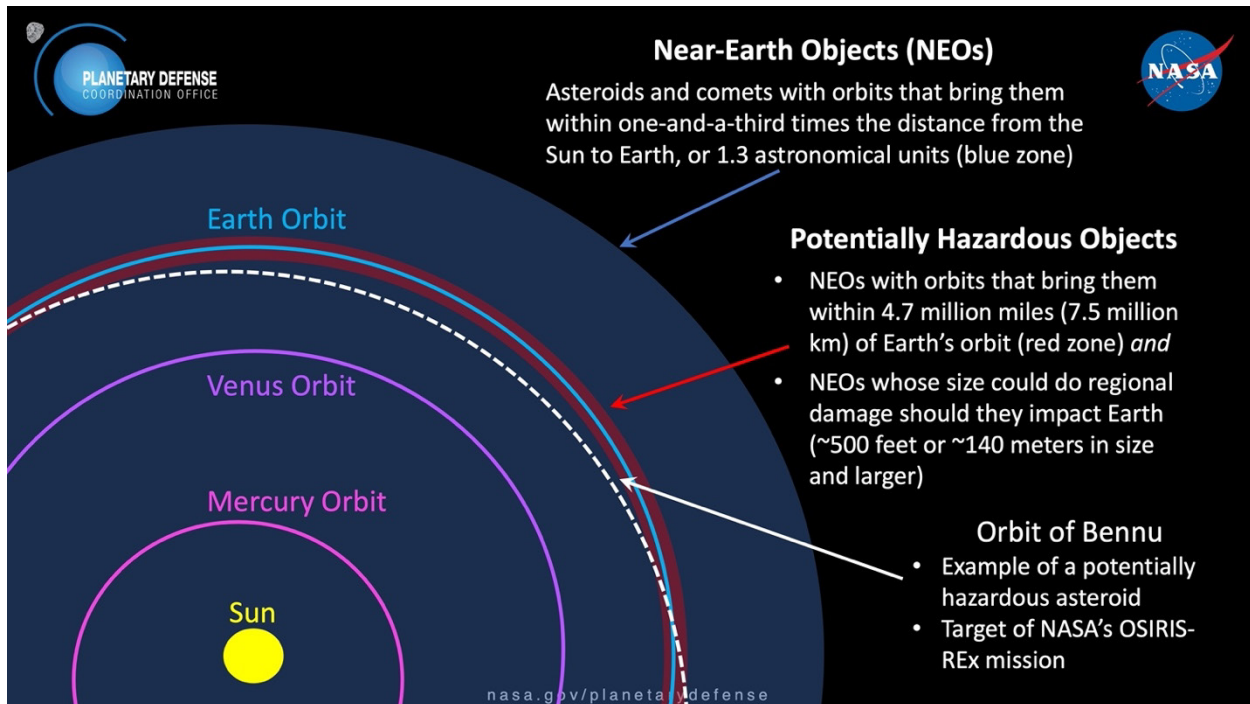 PLANETARY DEFENSE
COORDINATION OFFICE
Near-Earth Objects (NEOs)
Asteroids and comets with orbits that bring them
within one-and-a-third times the distance from the
Sun to Earth, or 1.3 astronomical units (blue zone)
NASA
Earth Orbit
Potentially Hazardous Objects
• NEOs with orbits that bring them
within 4.7 million miles (7.5 million
km) of Earth's orbit (red zone) and
• NEOs whose size could do regional
damage should they impact Earth
(~500 feet or ~140 meters in size
and larger)
Venus Orbit
Mercury Orbit
Orbit of Bennu
• Example of a potentially
hazardous asteroid
• Target of NASA's OSIRIS-
REx mission
Sun
nasa.gov/planetarydefense